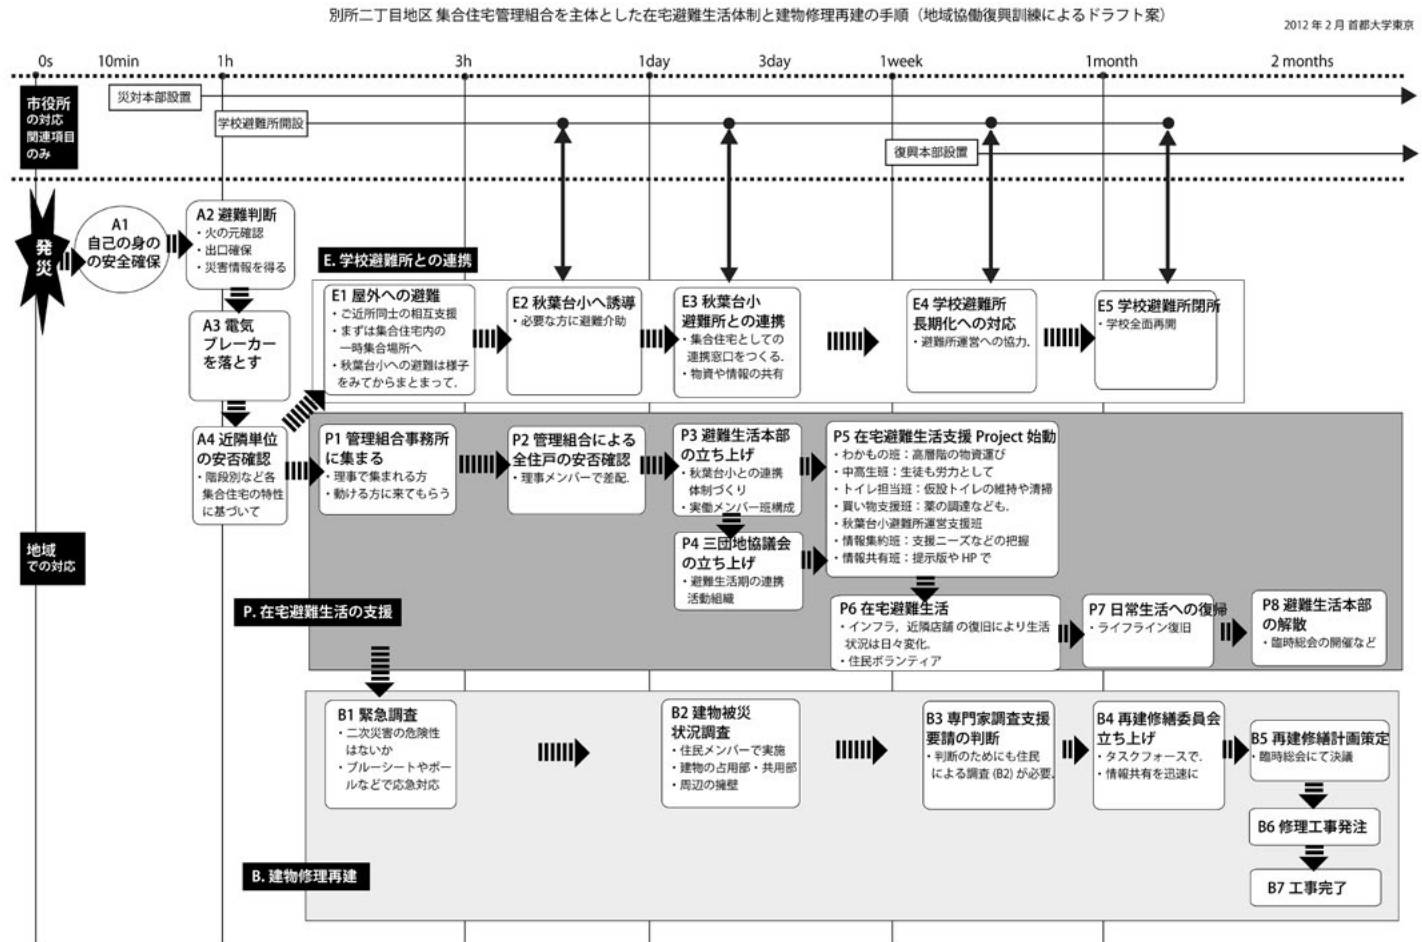 別所二丁目地区 集合住宅管理組合を主体とした在宅避難生活体制と建物修理再建の手順（地域協働復興訓練によるドラフト案）
2012 年 2 月 首都大学東京
0s
10min
1h
3h
1day
3day
1week
1month
2 months
市役所
の対応
関連項目
のみ
災対本部設置
学校避難所開設
復興本部設置
発
災
A1
自己の身の
の安全確保
A2 避難判断
・火の元確認
・出口確保
・災害情報を得る
A3 電気
ブレーカー
を落とす
A4 近隣単位
の安否確認
・階段別など各
集合住宅の特性
に基づいて
E. 学校避難所との連携
E1 屋外への避難
・ご近所同士の相互支援
・まずは集合住宅内の
一時集合場所へ
・秋葉台小への避難は様子
をみてからまとまって.
E2 秋葉台小へ誘導
・必要な方に避難介助
E3 秋葉台小
避難所との連携
・集合住宅としての
連携窓口をつくる.
・物資や情報の共有
E4 学校避難所
長期化への対応
・避難所運営への協力.
E5 学校避難所閉所
・学校全面再開
地域
での対応
P1 管理組合事務所
に集まる
・理事で集まれる方
・動ける方に来てもらう
P2 管理組合による
全住戸の安否確認
・理事メンバーで差配.
P3 避難生活本部
の立ち上げ
・秋葉台小との連携
体制づくり
・実働メンバー班構成
P4 三団地協議会
の立ち上げ
・避難生活期の連携
活動組織
P5 在宅避難生活支援 Project 始動
・わかもの班：高層階の物資運び
・中高生班：生徒も労力として
・トイレ担当班：仮設トイレの維持や清掃
・買い物支援班：薬の調達なども.
・秋葉台小避難所運営支援班
・情報集約班：支援ニーズなどの把握
・情報共有班：提示版や HP で
P. 在宅避難生活の支援
P6 在宅避難生活
・インフラ，近隣店舗 の復旧により生活
状況は日々変化.
・住民ボランティア
P7 日常生活への復帰
・ライフライン復旧
P8 避難生活本部
の解散
・臨時総会の開催など
B1 緊急調査
・二次災害の危険性
はないか
・ブルーシートやポー
ルなどで応急対応
B2 建物被災
状況調査
・住民メンバーで実施
・建物の占用部・共用部
・周辺の擁壁
B3 専門家調査支援
要請の判断
・判断のためにも住民
による調査 (B2) が必要.
B4 再建修繕委員会
立ち上げ
・タスクフォースで.
・情報共有を迅速に
B5 再建修繕計画策定
・臨時総会にて決議
B6 修理工事発注
B7 工事完了
B. 建物修理再建